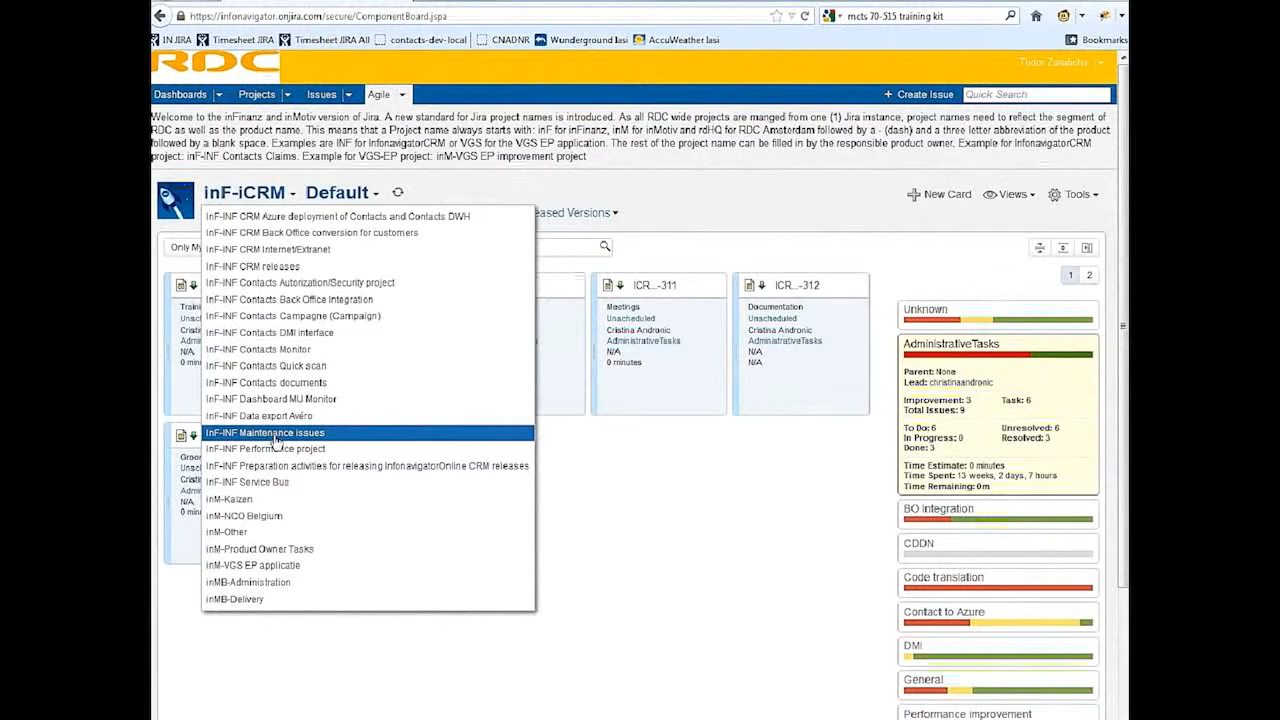 https://infonavigator.onjira.com/secure/ComponentBoard.jspa
mcts 70-515 training kit
IN JIRA Timesheet JIRA Timesheet JIRA All contacts-dev-local CNADNR Wunderground Iasi AccuWeather Iasi Bookmarks
RDC
Dashboards Projects Issues Agile + Create Issue Quick Search
Welcome to the inFinanz and inMotiv version of Jira. A new standard for Jira project names is introduced. As all RDC wide projects are manged from one (1) Jira instance, project names need to reflect the segment of
RDC as well as the product name. This means that a Project name always starts with: inF for inFinanz, inM for inMotiv and rdHQ for RDC Amsterdam followed by a - (dash) and a three letter abbreviation of the product
followed by a blank space. Examples are INF for InfonavigatorCRM or VGS for the EP application. The rest of the project name can be filled in by the responsible product owner. Example for InfonavigatorCRM
project: inF-INF Contacts Claims. Example for VGS-EP project: inM-VGS EP improvement project
inF-iCRM Default New Card Views Tools
eased Versions
Only My
InF-INF CRM Azure deployment of Contacts and Contacts DWH
InF-INF CRM Back Office conversion for customers
InF-INF CRM Internet/Extranet
InF-INF CRM releases
InF-INF Contacts Autorization/Security project
InF-INF Contacts Back Office integration
InF-INF Contacts Campagne (Campaign)
InF-INF Contacts DMI interface
InF-INF Contacts Monitor
InF-INF Contacts Quick scan
InF-INF Contacts documents
InF-INF Dashboard MIJ Monitor
InF-INF Data export Avéro
InF-INF Maintenance issues
InF-INF Performance project
InF-INF Preparation activities for releasing InfonavigatorOnline CRM releases
InF-INF Service Bus
inM-Kaizen
inM-NCO Belgium
inM-Other
inM-Product Owner Tasks
inM-VGS EP applicatie
inMB-Administration
inMB-Delivery
Traini
Unsch
Cristi
Admin
N/A
0 min
Groo
Unsc
Cristi
Admi
N/A
0 min
ICR...-311
Meetings
Unscheduled
Cristina Andronic
AdministrativeTasks
N/A
0 minutes
ICR...-312
Documentation
Unscheduled
Cristina Andronic
AdministrativeTasks
N/A
1 2
Unknown
AdministrativeTasks
Parent: None
Lead: christinaandronic
Improvement: 3 Task: 6
Total Issues: 9
To Do: 6 Unresolved: 6
In Progress: 0 Resolved: 3
Done: 3
Time Estimate: 0 minutes
Time Spent: 13 weeks, 2 days, 7 hours
Time Remaining: 0m
BO Integration
CDDN
Code translation
Contact to Azure
DMI
General
Performance improvement